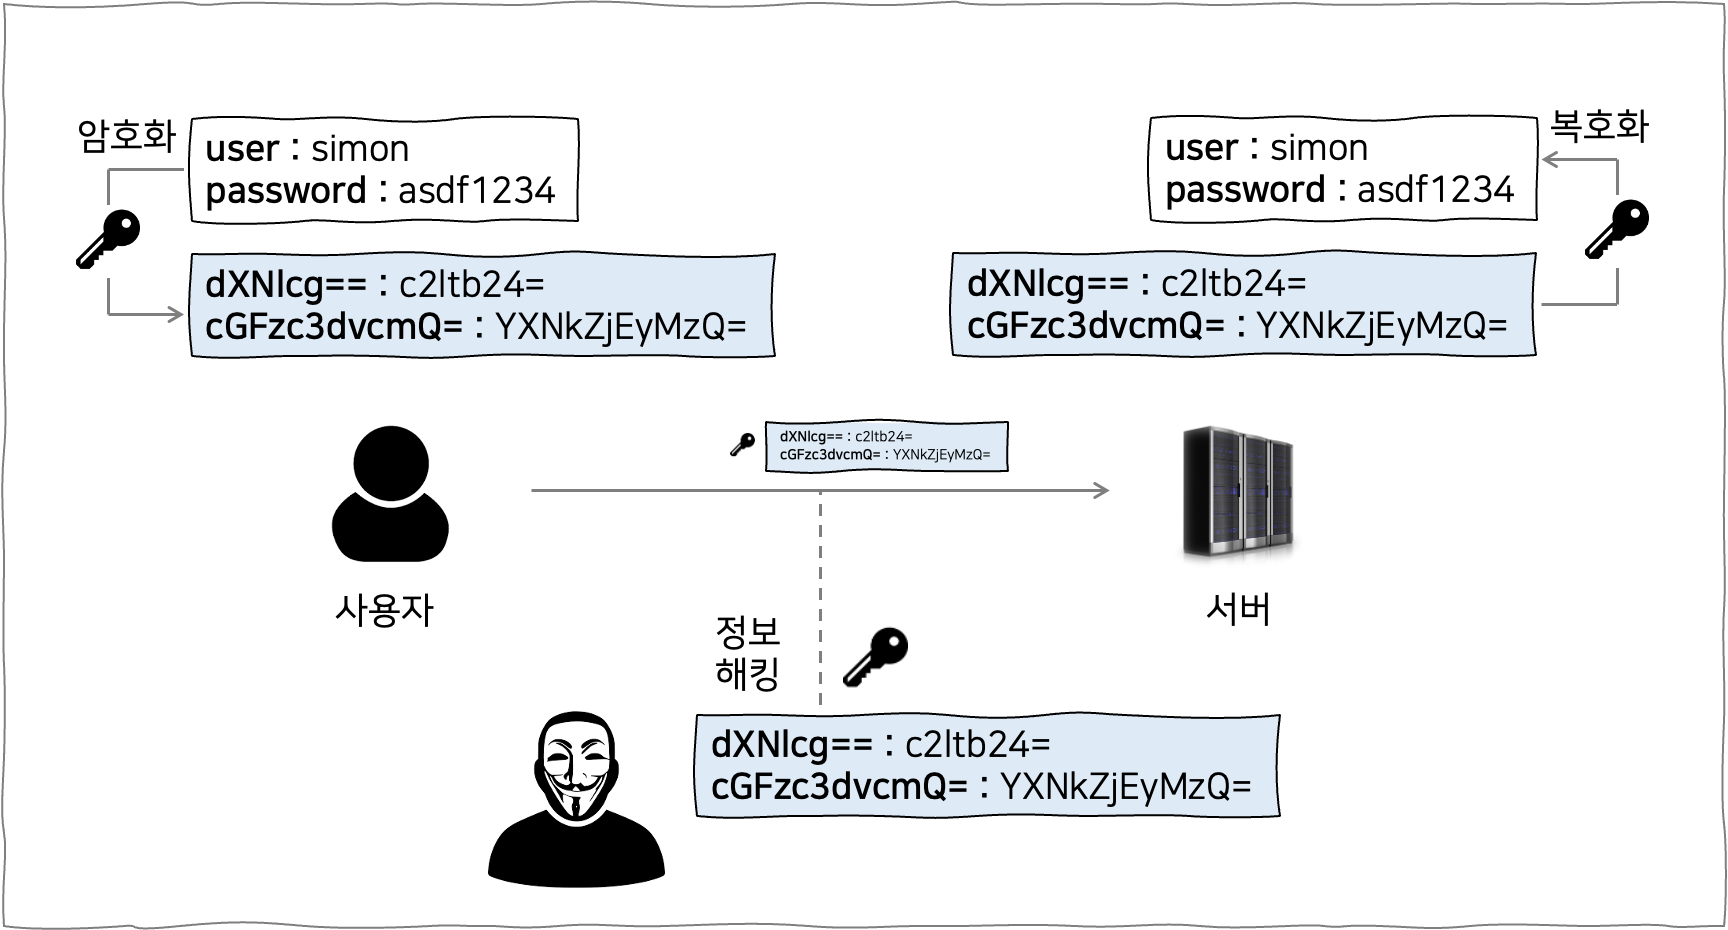 암호화
user : simon
password : asdf1234
dXNlcg== : c2ltb24=
cGFzc3dvcmQ= : YXNkZjEyMzQ=
복호화
user : simon
password : asdf1234
dXNlcg== : c2ltb24=
cGFzc3dvcmQ= : YXNkZjEyMzQ=
dXNlcg== : c2ltb24=
cGFzc3dvcmQ= : YXNkZjEyMzQ=
사용자
서버
정보
해킹
dXNlcg== : c2ltb24=
cGFzc3dvcmQ= : YXNkZjEyMzQ=